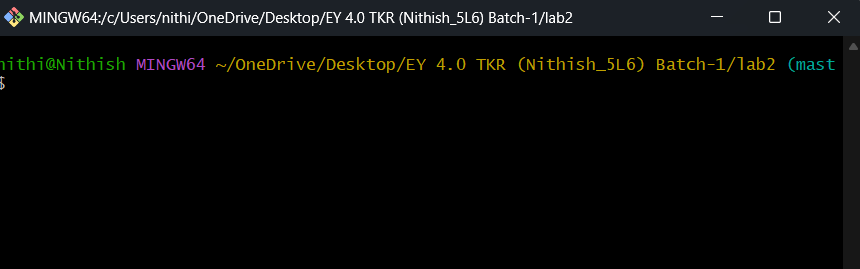 MINGW64:/c/Users/nithi/OneDrive/Desktop/EY 4.0 TKR (Nithish_5L6) Batch-1/lab2
nithi@Nithish MINGW64 ~/OneDrive/Desktop/EY 4.0 TKR (Nithish_5L6) Batch-1/lab2 (mast
$